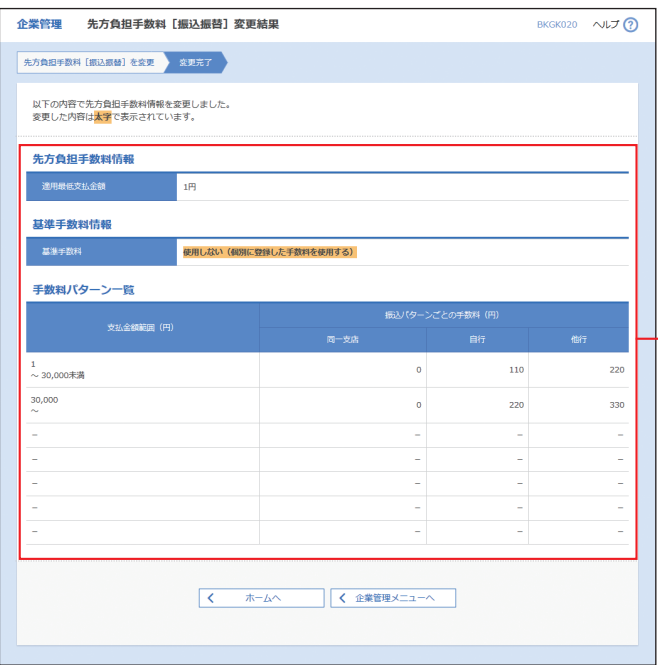 企業管理 先方負担手数料［振込振替］変更結果 BKGK020 ヘルプ ?
先方負担手数料［振込振替］を変更 変更完了
以下の内容で先方負担手数料情報を変更しました。
変更した内容は太字で表示されています。
先方負担手数料情報
適用最低支払金額 1円
基準手数料情報
基準手数料 使用しない（個別に登録した手数料を使用する）
手数料パターン一覧
支払金額範囲（円） 振込パターンごとの手数料（円）
同一支店 自行 他行
1
～ 30,000未満 0 110 220
30,000
～ 0 220 330
－ － － －
－ － － －
－ － － －
－ － － －
－ － － －
ホームへ 企業管理メニューへ